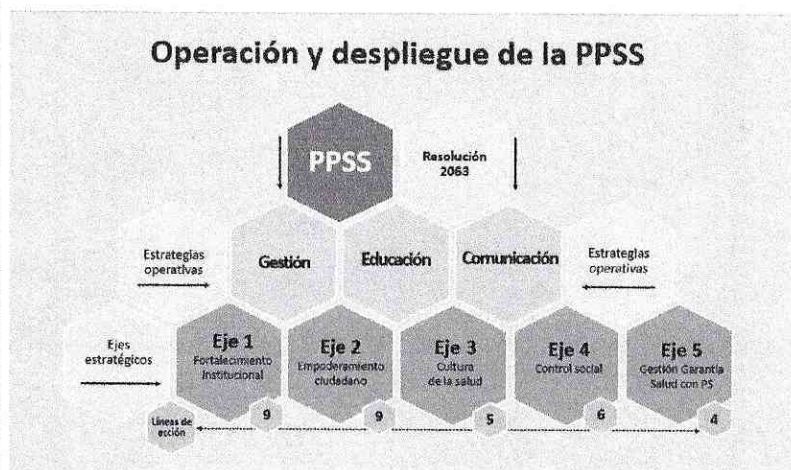 Operación y despliegue de la PPSS
PPSS
Resolución
2063
Estrategias
operativas
Gestión
Educación
Comunicación
Estrategias
operativas
Ejes
estratégicos
Eje 1
Fortalecimiento
Institucional
Eje 2
Empoderamiento
ciudadano
Eje 3
Cultura
de la salud
Eje 4
Control social
Eje 5
Gestión Garantía
Salud con PS
Líneas de
acción
9
9
5
6
4